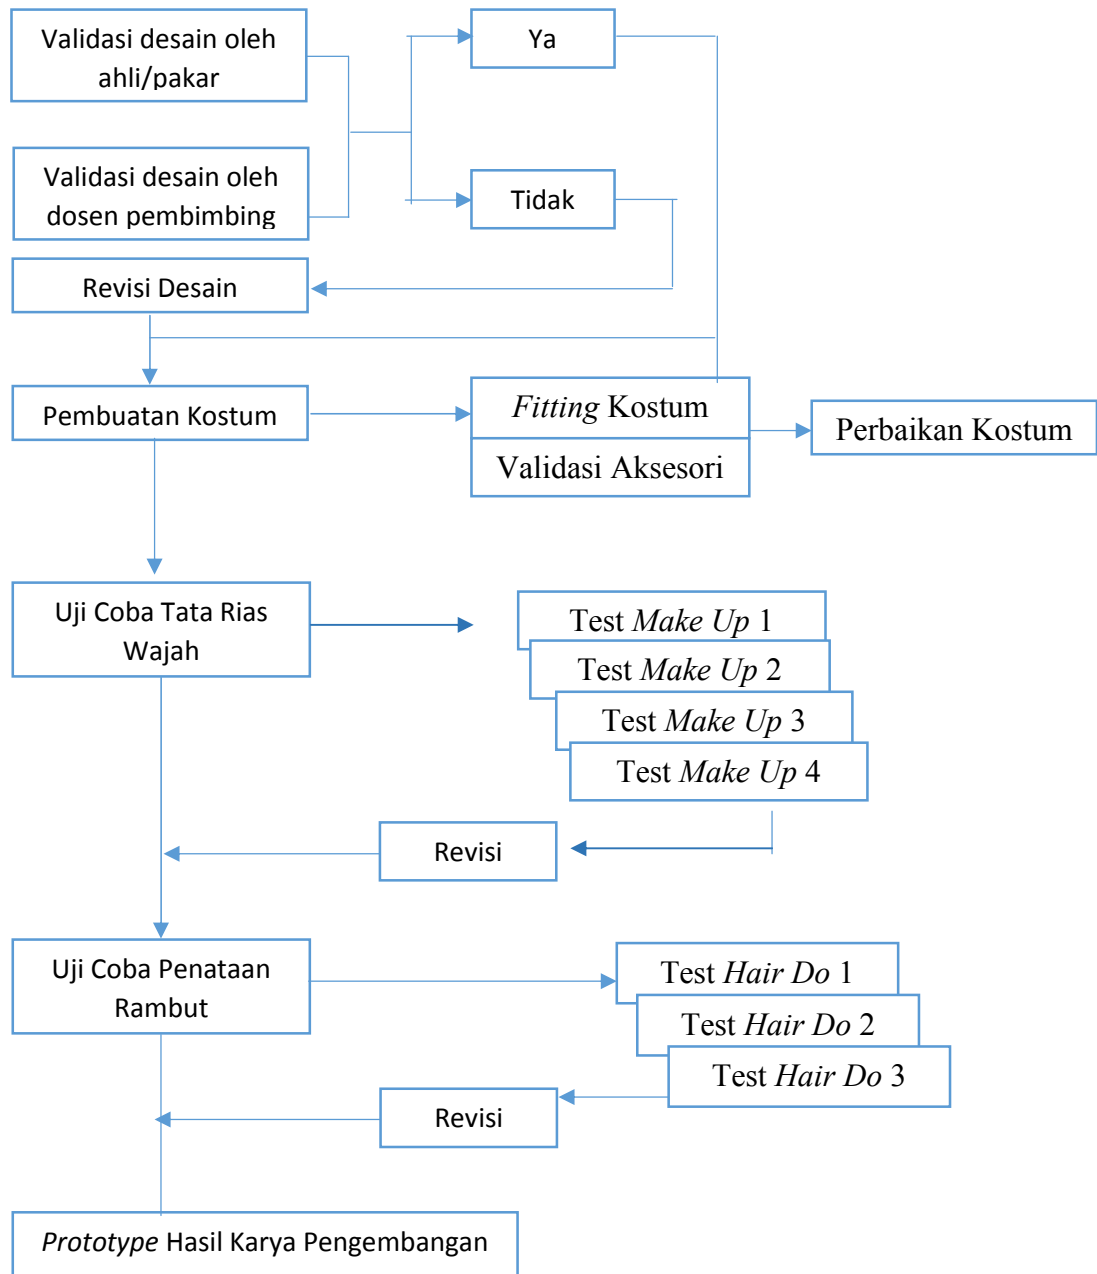 Validasi desain oleh
ahli/pakar
Ya
Validasi desain oleh
dosen pembimbing
Tidak
Revisi Desain
Pembuatan Kostum
Fitting Kostum
Validasi Aksesori
Perbaikan Kostum
Uji Coba Tata Rias
Wajah
Test Make Up 1
Test Make Up 2
Test Make Up 3
Test Make Up 4
Revisi
Uji Coba Penataan
Rambut
Test Hair Do 1
Test Hair Do 2
Test Hair Do 3
Revisi
Prototype Hasil Karya Pengembangan